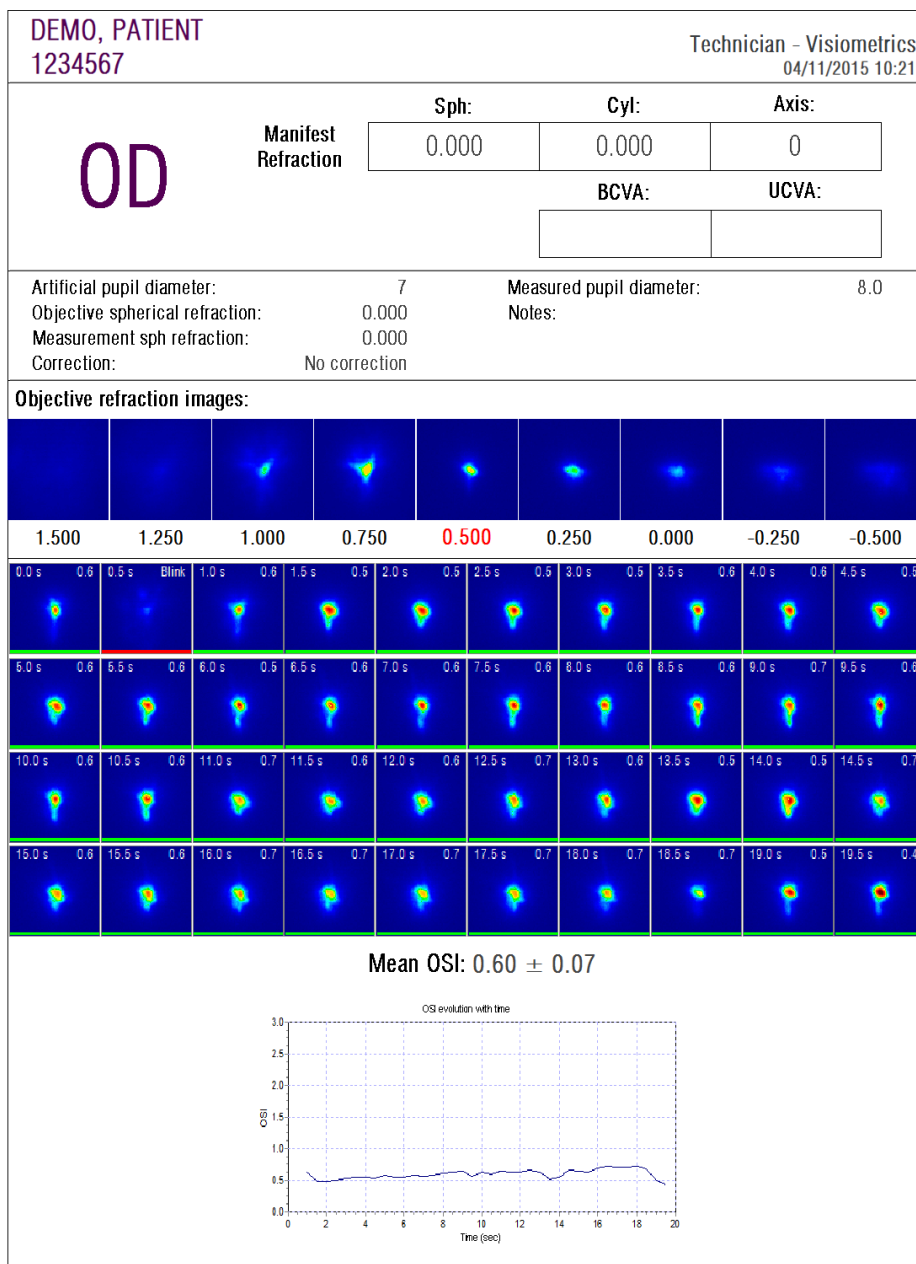 DEMO, PATIENT
1234567
Technician - Visiometrics
04/11/2015 10:21
OD
Manifest
Refraction
Sph: Cyl: Axis:
0.000 0.000 0
BCVA: UCVA:
Artificial pupil diameter: 7 Measured pupil diameter: 8.0
Objective spherical refraction: 0.000 Notes:
Measurement sph refraction: 0.000
Correction: No correction
Objective refraction images:
1.500 1.250 1.000 0.750 0.500 0.250 0.000 -0.250 -0.500
0.0 s 0.6 0.5 s Blink 1.0 s 0.6 1.5 s 0.5 2.0 s 0.5 2.5 s 0.5 3.0 s 0.5 3.5 s 0.6 4.0 s 0.6 4.5 s 0.5
5.0 s 0.6 5.5 s 0.6 6.0 s 0.5 6.5 s 0.6 7.0 s 0.6 7.5 s 0.6 8.0 s 0.6 8.5 s 0.6 9.0 s 0.7 9.5 s 0.6
10.0 s 0.6 10.5 s 0.6 11.0 s 0.7 11.5 s 0.6 12.0 s 0.6 12.5 s 0.7 13.0 s 0.6 13.5 s 0.5 14.0 s 0.5 14.5 s 0.7
15.0 s 0.6 15.5 s 0.6 16.0 s 0.7 16.5 s 0.7 17.0 s 0.7 17.5 s 0.7 18.0 s 0.7 18.5 s 0.7 19.0 s 0.5 19.5 s 0.4
Mean OSI: 0.60 ± 0.07
OSI evolution with time
3.0
2.5
2.0
1.5
1.0
0.5
0.0
OSI
0 2 4 6 8 10 12 14 16 18 20
Time (sec)